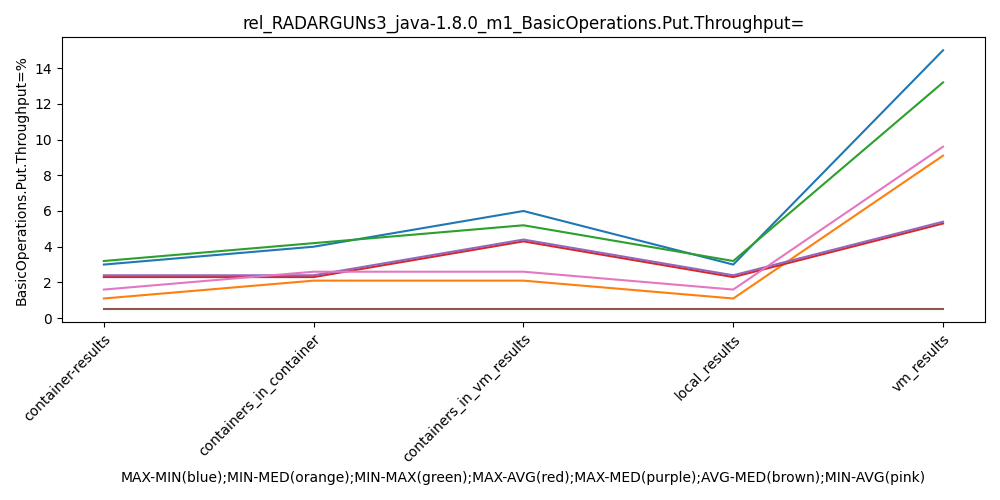 rel_RADARGUNs3_java-1.8.0_m1_BasicOperations.Put.Throughput=
BasicOperations.Put.Throughput=%
14
12
10
8
6
4
2
0
container-results
containers_in_container
containers_in_vm_results
local_results
vm_results
MAX-MIN(blue);MIN-MED(orange);MIN-MAX(green);MAX-AVG(red);MAX-MED(purple);AVG-MED(brown);MIN-AVG(pink)